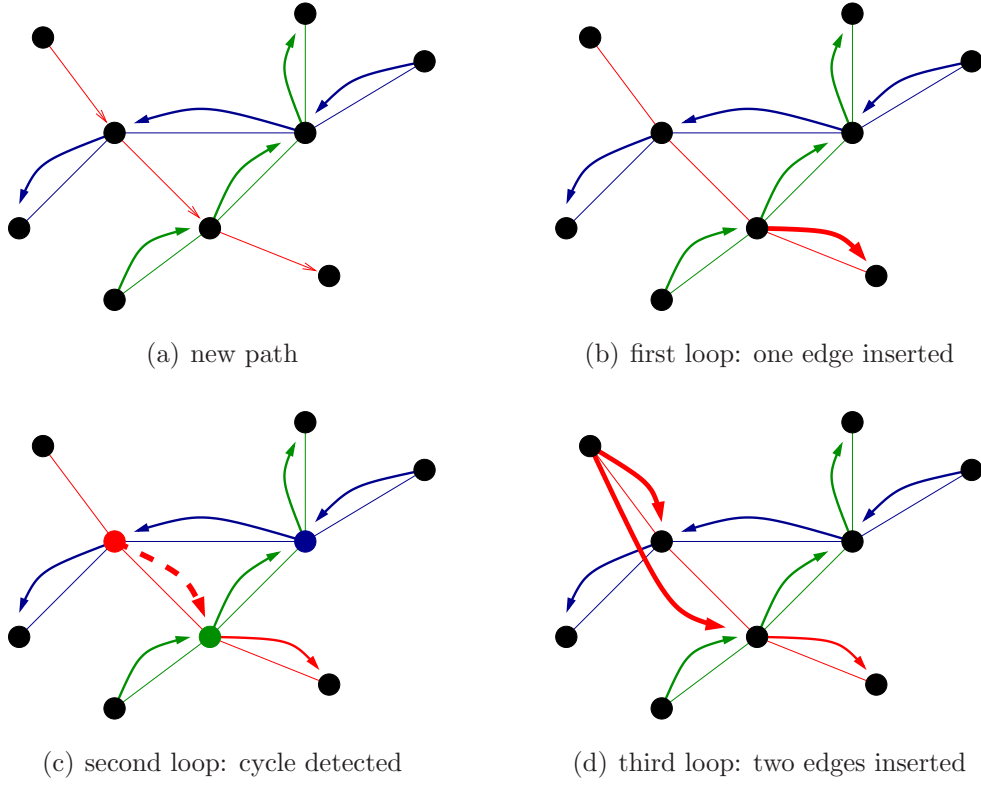 (a) new path
(b) first loop: one edge inserted
(c) second loop: cycle detected
(d) third loop: two edges inserted